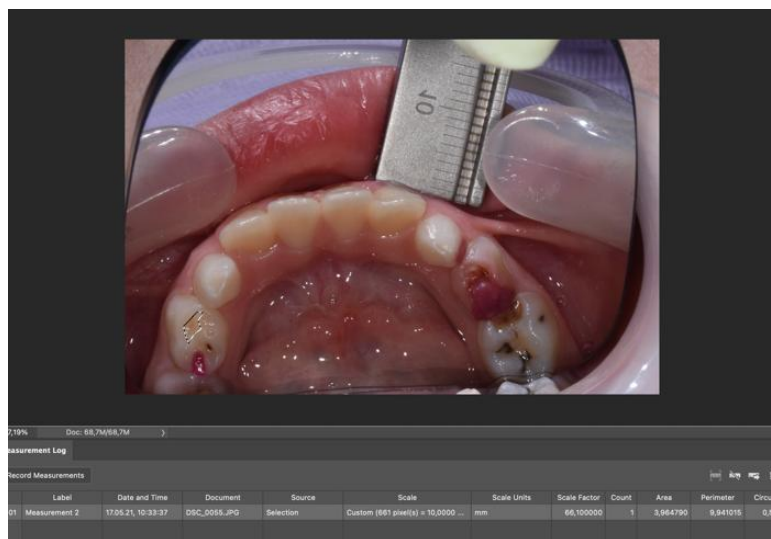 10
7,19% Doc: 68,7M/68,7M
easurement Log
Record Measurements
Label Date and Time Document Source Scale Scale Units Scale Factor Count Area Perimeter Circu
01 Measurement 2 17.05.21, 10:33:37 DSC_0055.JPG Selection Custom (661 pixel(s) = 10,0000 ... mm 66,100000 1 3,964790 9,941015